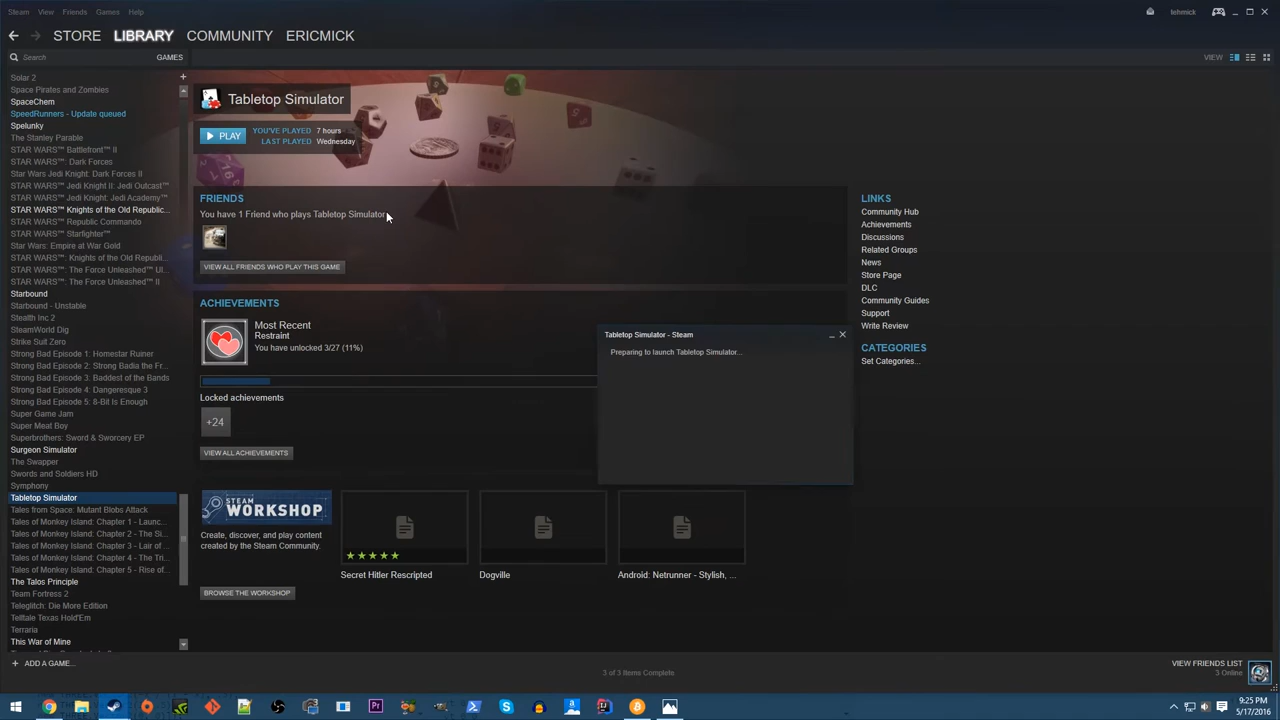 Steam View Friends Games Help
lishmick
STORE LIBRARY COMMUNITY ERICMICK
Search GAMES
VIEW
Solar 2
Space Pirates and Zombies
SpaceChem
SpeedRunners - Update queued
Spelunky
The Stanley Parable
STAR WARS™ Battlefront™ II
STAR WARS™: Dark Forces
Star Wars Jedi Knight: Dark Forces II
STAR WARS™ Jedi Knight II: Jedi Outcast™
STAR WARS™ Jedi Knight: Jedi Academy™
STAR WARS™ Knights of the Old Republic...
STAR WARS™ Republic Commando
STAR WARS™ Starfighter™
Star Wars: Empire at War Gold
STAR WARS™: Knights of the Old Republi...
STAR WARS™: The Force Unleashed™ Ul...
STAR WARS™: The Force Unleashed™ II
Starbound
Starbound - Unstable
Stealth Inc 2
SteamWorld Dig
Strike Suit Zero
Strong Bad Episode 1: Homestar Ruiner
Strong Bad Episode 2: Strong Badia the Fr...
Strong Bad Episode 3: Baddest of the Bands
Strong Bad Episode 4: Dangeresque 3
Strong Bad Episode 5: 8-Bit Is Enough
Super Game Jam
Super Meat Boy
Superbrothers: Sword & Sworcery EP
Surgeon Simulator
The Swapper
Swords and Soldiers HD
Symphony
Tabletop Simulator
Tales from Space: Mutant Blobs Attack
Tales of Monkey Island: Chapter 1 - Launc...
Tales of Monkey Island: Chapter 2 - The Si...
Tales of Monkey Island: Chapter 3 - Lair of ...
Tales of Monkey Island: Chapter 4 - The Tri...
Tales of Monkey Island: Chapter 5 - Rise of...
The Talos Principle
Team Fortress 2
Teleglitch: Die More Edition
Telltale Texas Hold'Em
Terraria
This War of Mine
+ ADD A GAME...
Tabletop Simulator
PLAY
YOU'VE PLAYED 7 hours
LAST PLAYED Wednesday
FRIENDS
You have 1 Friend who plays Tabletop Simulator
VIEW ALL FRIENDS WHO PLAY THIS GAME
ACHIEVEMENTS
Most Recent
Restraint
You have unlocked 3/27 (11%)
Locked achievements
+24
VIEW ALL ACHIEVEMENTS
STEAM WORKSHOP
Create, discover, and play content
created by the Steam Community.
BROWSE THE WORKSHOP
Secret Hitler Rescripted
Dogville
Android: Netrunner - Stylish, ...
Tabletop Simulator - Steam
Preparing to launch Tabletop Simulator...
LINKS
Community Hub
Achievements
Discussions
Related Groups
News
Store Page
DLC
Community Guides
Support
Write Review
CATEGORIES
Set Categories...
3 of 3 Items Complete
VIEW FRIENDS LIST
3 Online
Pr
9:25 PM
5/17/2016